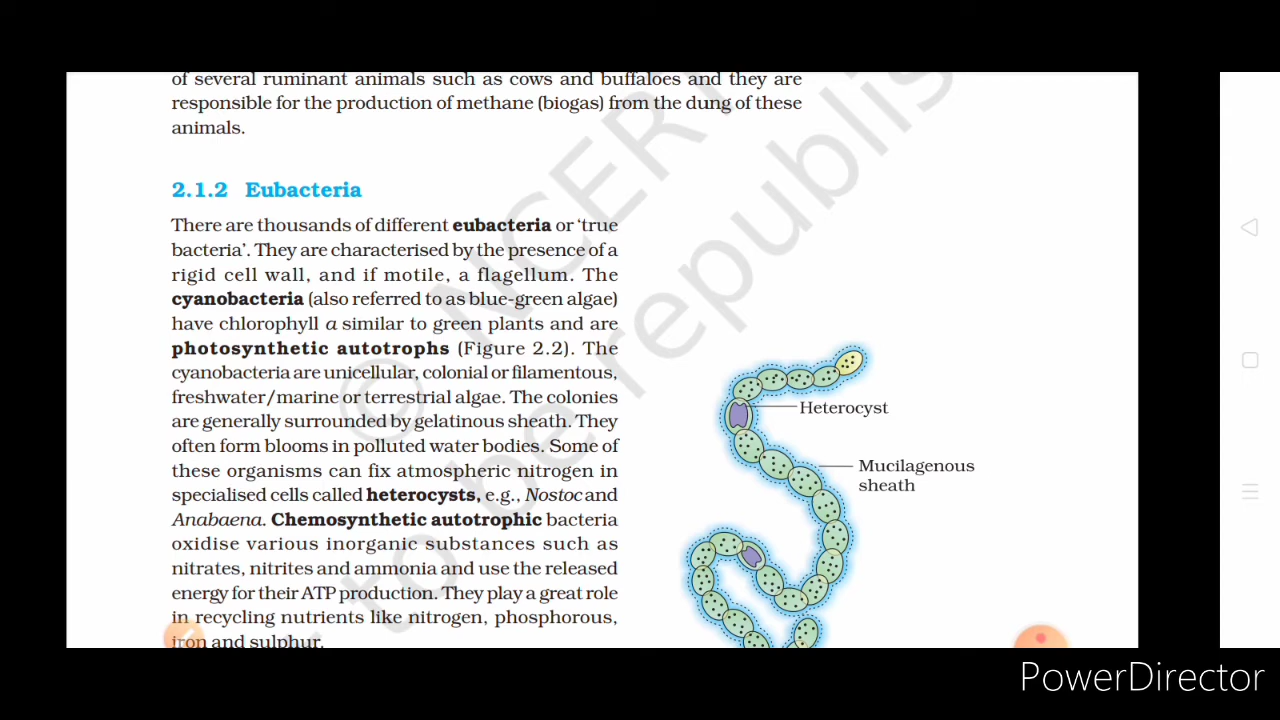 of several ruminant animals such as cows and buffaloes and they are
responsible for the production of methane (biogas) from the dung of these
animals.
2.1.2 Eubacteria
There are thousands of different eubacteria or ‘true
bacteria’. They are characterised by the presence of a
rigid cell wall, and if motile, a flagellum. The
cyanobacteria (also referred to as blue-green algae)
have chlorophyll a similar to green plants and are
photosynthetic autotrophs (Figure 2.2). The
cyanobacteria are unicellular, colonial or filamentous,
freshwater/marine or terrestrial algae. The colonies
are generally surrounded by gelatinous sheath. They
often form blooms in polluted water bodies. Some of
these organisms can fix atmospheric nitrogen in
specialised cells called heterocysts, e.g., Nostoc and
Anabaena. Chemosynthetic autotrophic bacteria
oxidise various inorganic substances such as
nitrates, nitrites and ammonia and use the released
energy for their ATP production. They play a great role
in recycling nutrients like nitrogen, phosphorous,
iron and sulphur.
Heterocyst
Mucilagenous
sheath
© NCERT
to be republis
PowerDirector